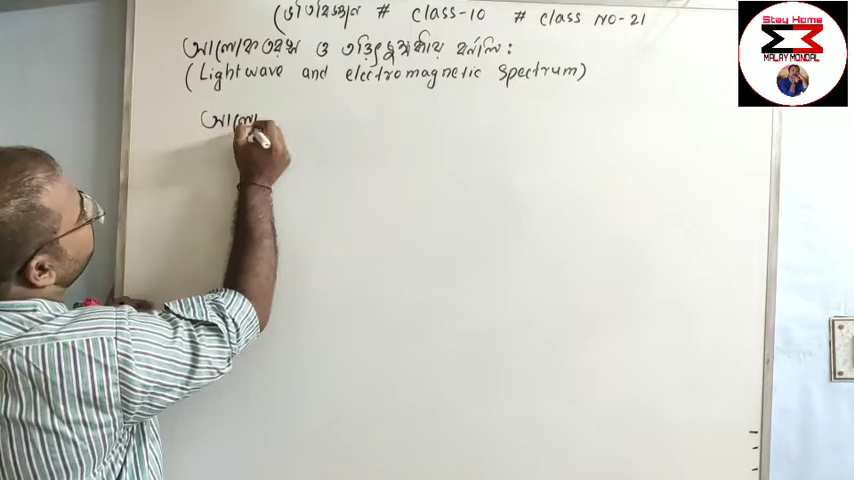 (ভৌতবিজ্ঞান # class-10 # class NO-21
আলোকতরঙ্গ ও তড়িৎচুম্বকীয় বর্ণালি :
(Lightwave and electromagnetic Spectrum)
আলো
Stay Home
MALAY MONDAL